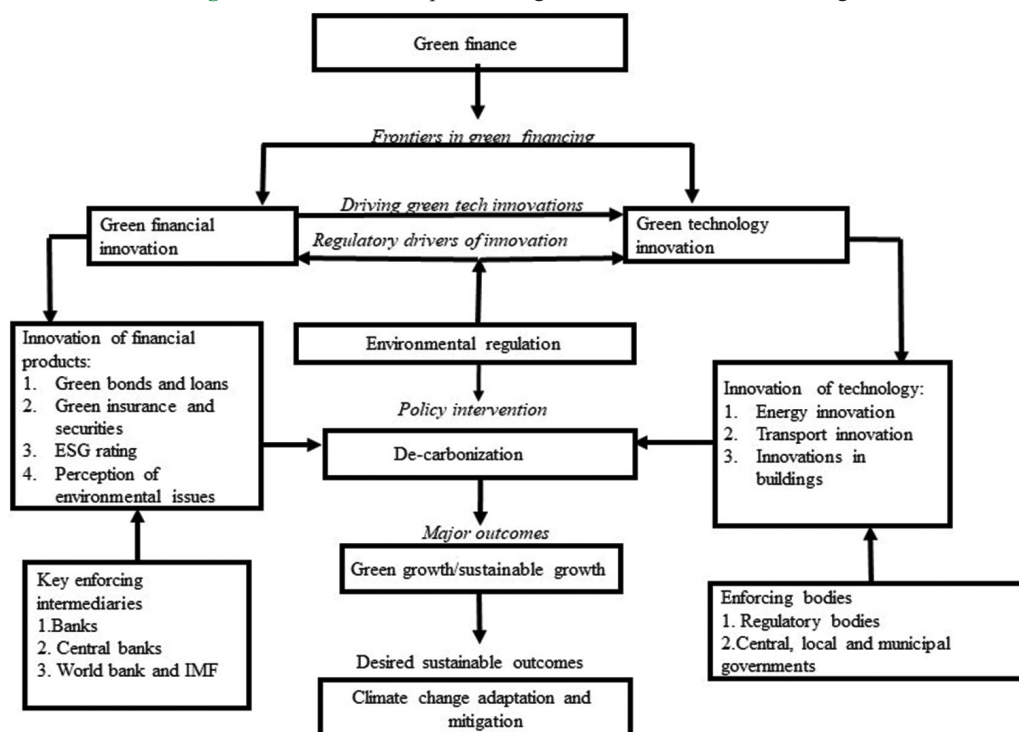 Green finance
Frontiers in green financing
Driving green tech innovations
Green financial
innovation
Green technology
innovation
Regulatory drivers of innovation
Environmental regulation
Innovation of financial
products:
1. Green bonds and loans
2. Green insurance and
securities
3. ESG rating
4. Perception of
environmental issues
Policy intervention
De-carbonization
Innovation of technology:
1. Energy innovation
2. Transport innovation
3. Innovations in
buildings
Major outcomes
Green growth/sustainable growth
Key enforcing
intermediaries
1.Banks
2. Central banks
3. World bank and IMF
Enforcing bodies
1. Regulatory bodies
2.Central, local and municipal
governments
Desired sustainable outcomes
Climate change adaptation and
mitigation